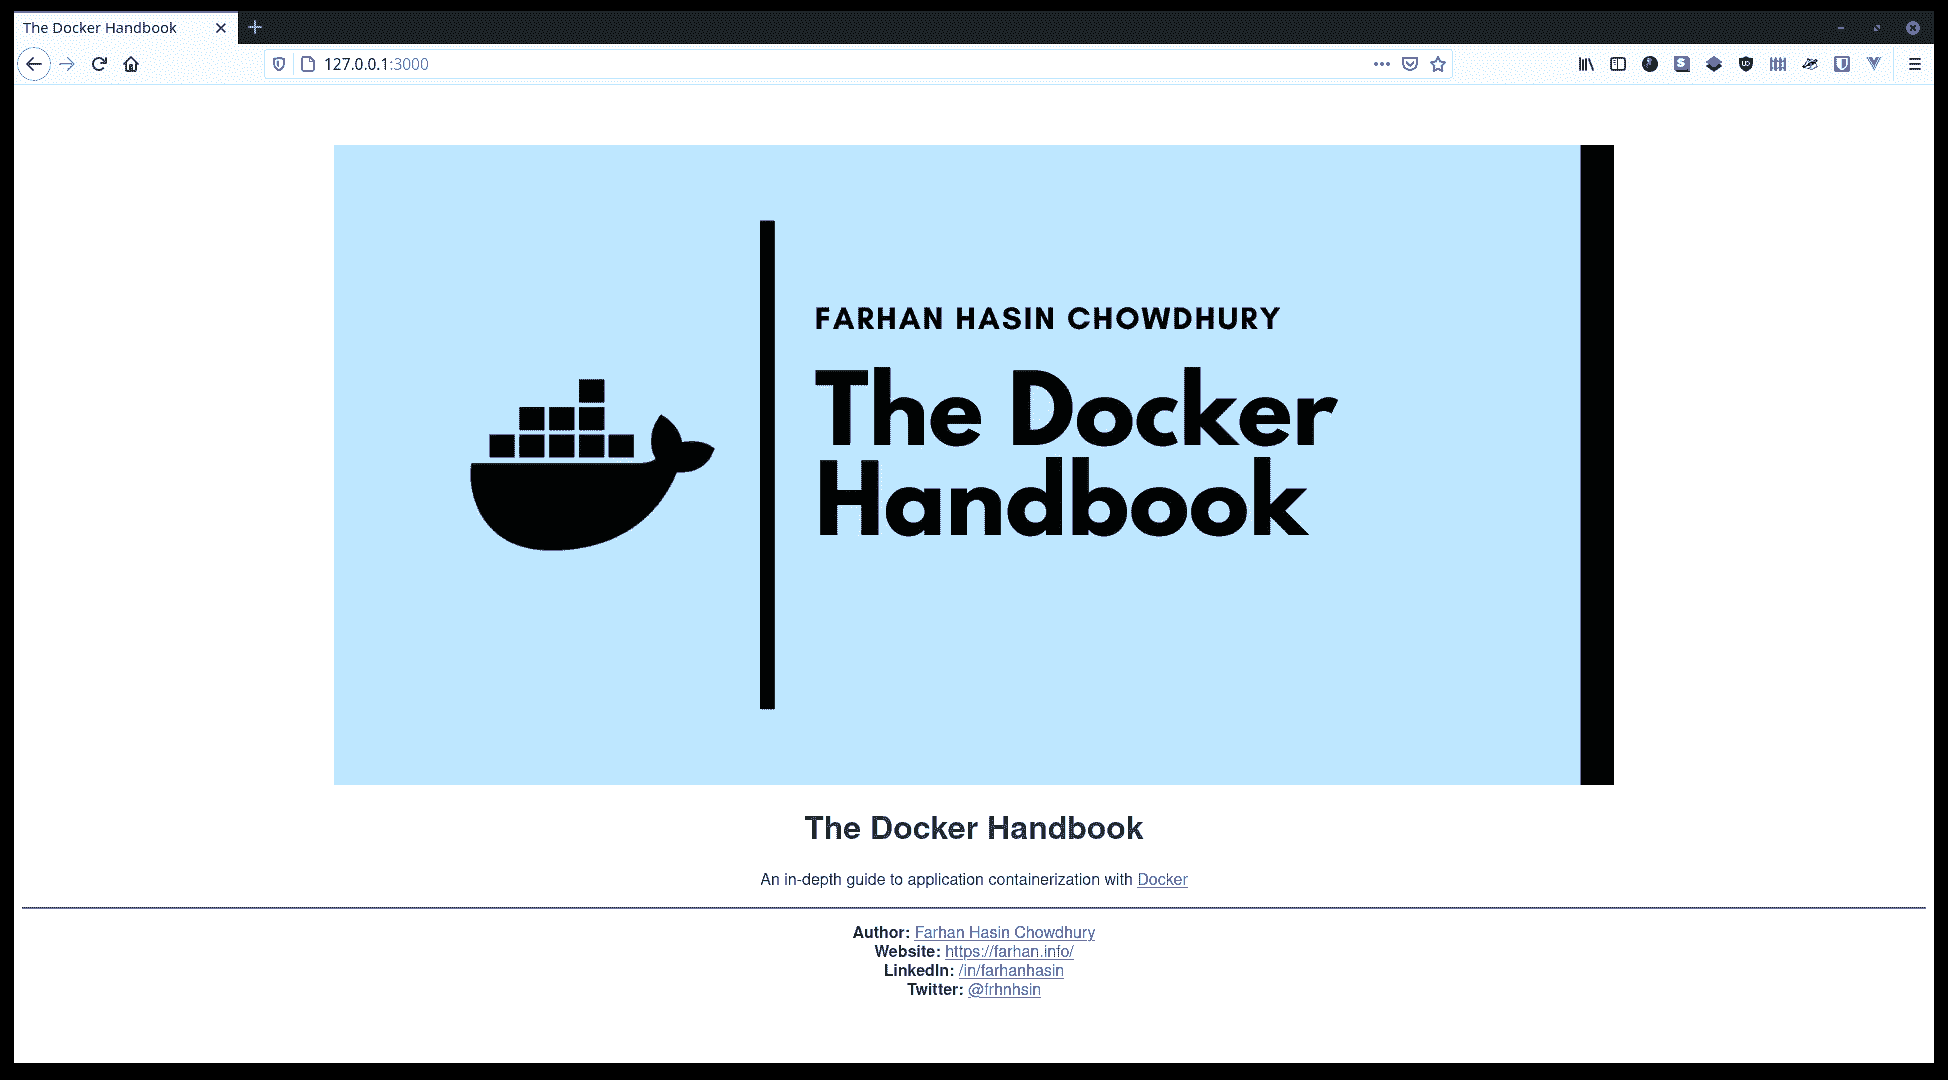 The Docker Handbook
127.0.0.1:3000
FARHAN HASIN CHOWDHURY
The Docker
Handbook
The Docker Handbook
An in-depth guide to application containerization with Docker
Author: Farhan Hasin Chowdhury
Website: https://farhan.info/
LinkedIn: /in/farhanhasin
Twitter: @frhnhsin